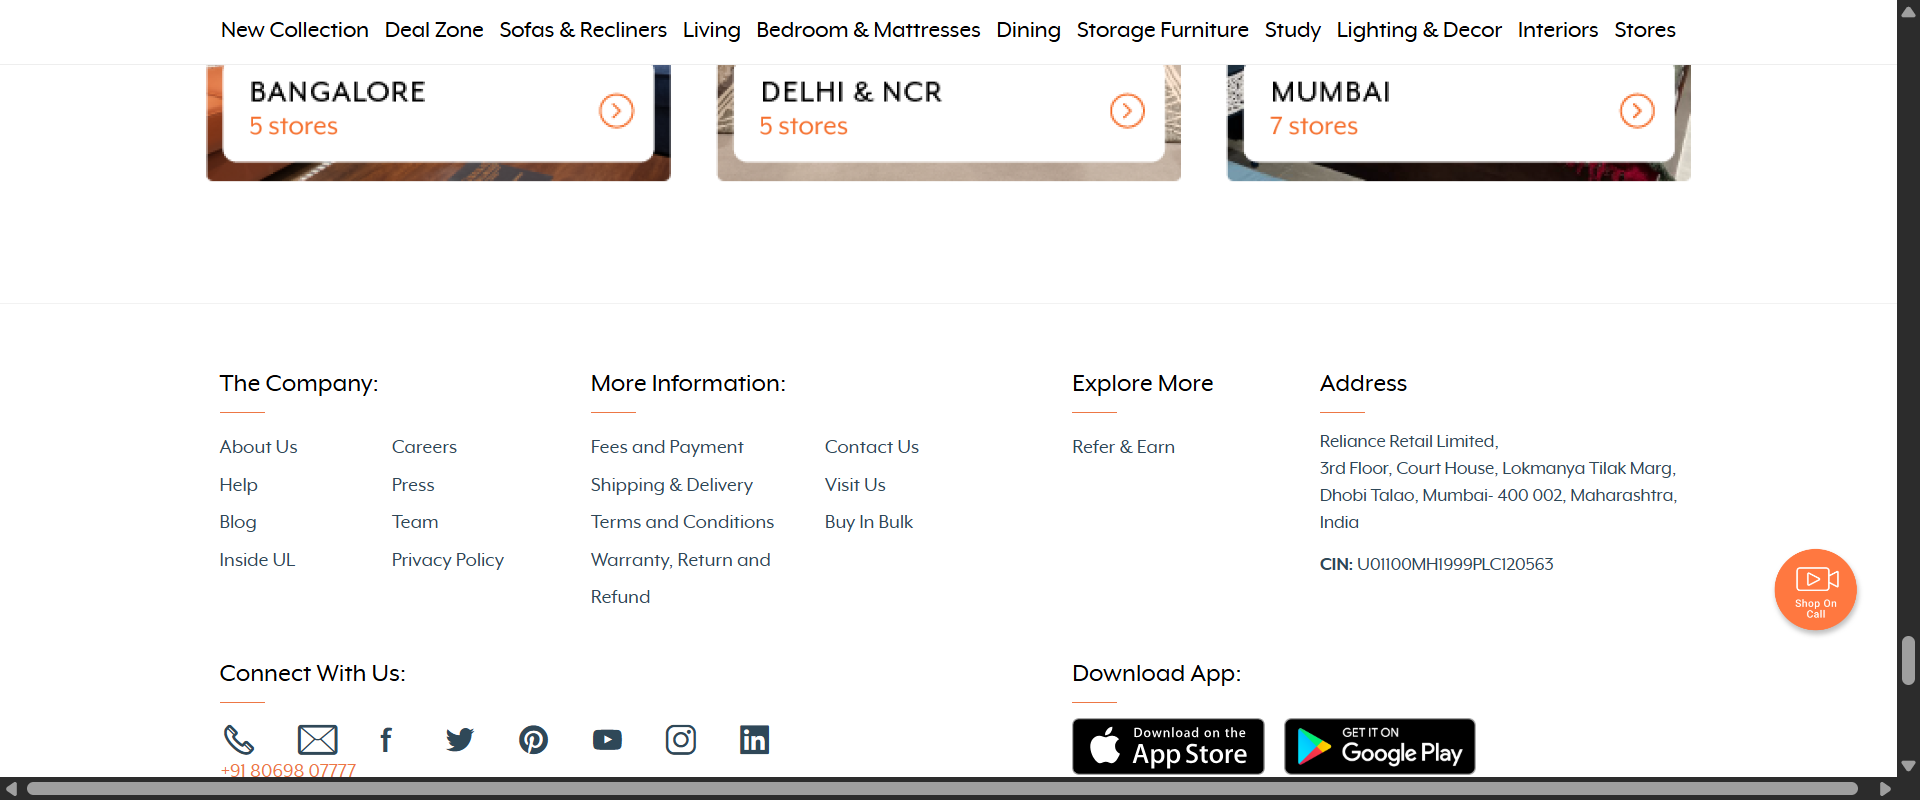 New Collection Deal Zone Sofas & Recliners Living Bedroom & Mattresses Dining Storage Furniture Study Lighting & Decor Interiors Stores
BANGALORE
5 stores
DELHI & NCR
5 stores
MUMBAI
7 stores
The Company:
About Us
Help
Blog
Inside UL
Careers
Press
Team
Privacy Policy
More Information:
Fees and Payment
Shipping & Delivery
Terms and Conditions
Warranty, Return and
Refund
Contact Us
Visit Us
Buy In Bulk
Explore More
Refer & Earn
Address
Reliance Retail Limited,
3rd Floor, Court House, Lokmanya Tilak Marg,
Dhobi Talao, Mumbai- 400 002, Maharashtra,
India
CIN: U01100MH1999PLC120563
Shop On
Call
Connect With Us:
+91 80698 07777
Download App:
Download on the
App Store
GET IT ON
Google Play